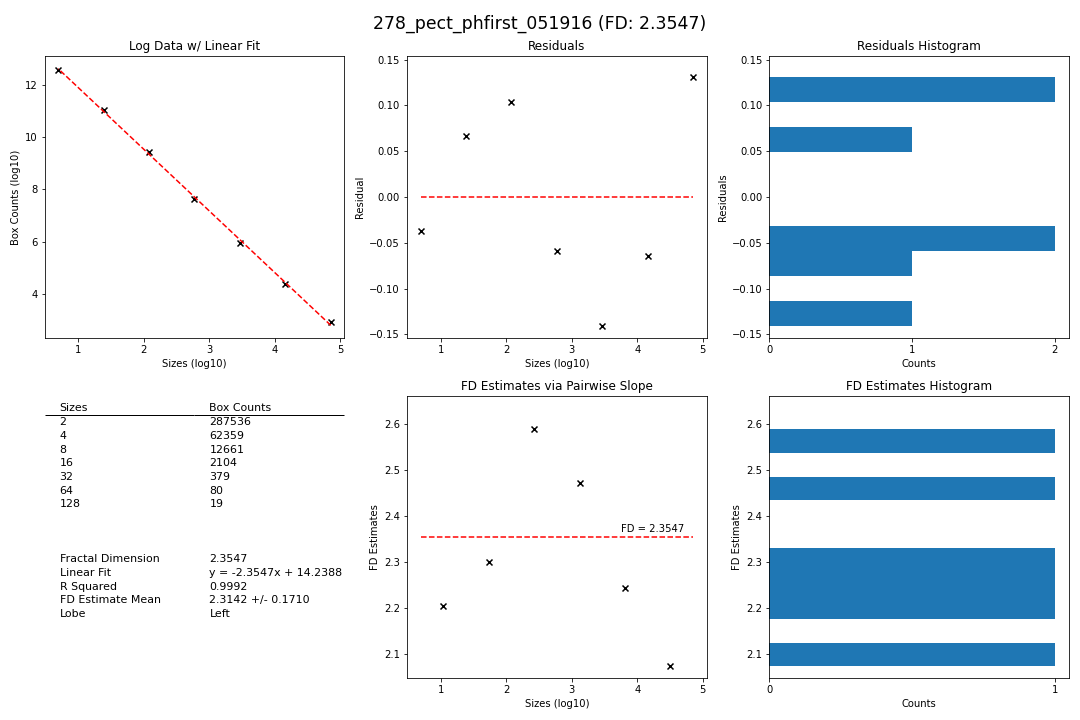 278_pect_phfirst_051916 (FD: 2.3547)
Log Data w/ Linear Fit
Box Counts (log10)
12
10
8
6
4
1 2 3 4 5
Sizes (log10)
Residuals
Residual
0.15
0.10
0.05
0.00
−0.05
−0.10
−0.15
1 2 3 4 5
Sizes (log10)
Residuals Histogram
Residuals
0.15
0.10
0.05
0.00
−0.05
−0.10
−0.15
0 1 2
Counts
Sizes Box Counts
2 287536
4 62359
8 12661
16 2104
32 379
64 80
128 19
Fractal Dimension 2.3547
Linear Fit y = -2.3547x + 14.2388
R Squared 0.9992
FD Estimate Mean 2.3142 +/- 0.1710
Lobe Left
FD Estimates via Pairwise Slope
FD Estimates
2.6
2.5
2.4
2.3
2.2
2.1
FD = 2.3547
1 2 3 4 5
Sizes (log10)
FD Estimates Histogram
FD Estimates
2.6
2.5
2.4
2.3
2.2
2.1
0 1
Counts